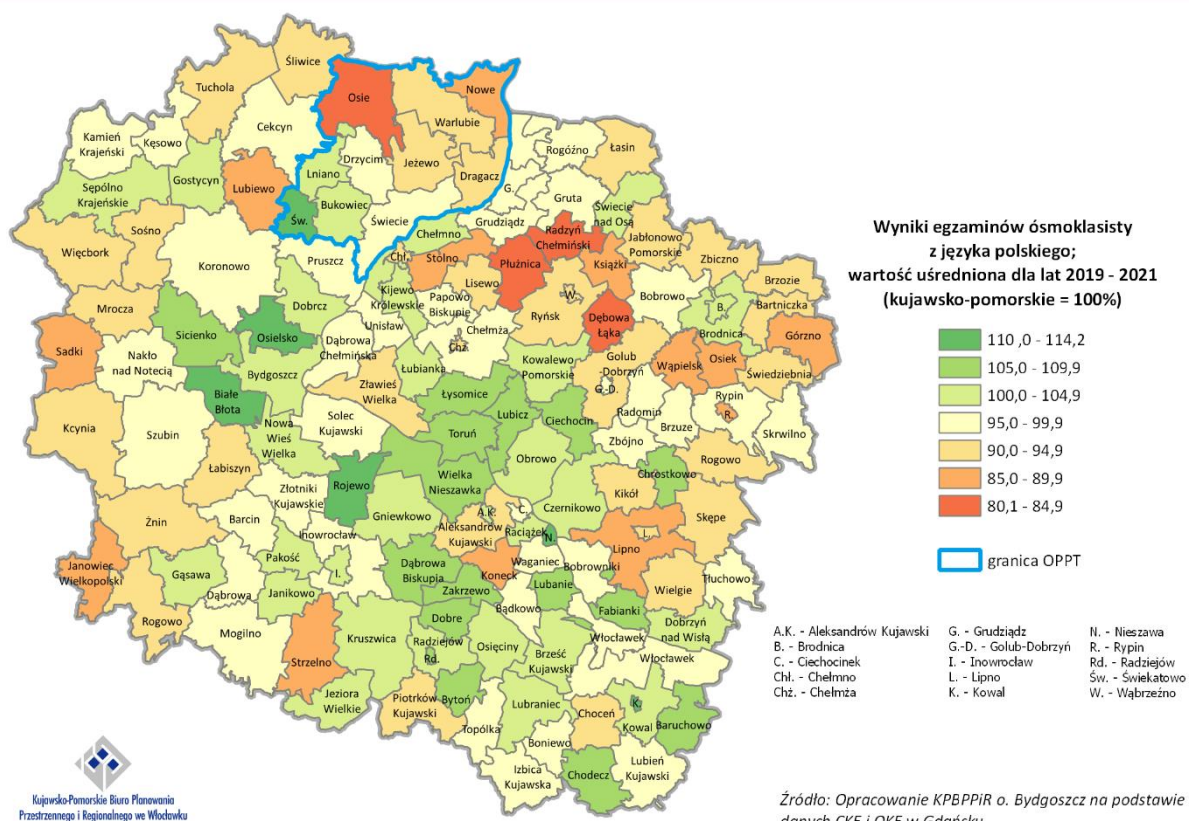 Śliwice
Tuchola
Osie
Nowe
Cekcyn
Warlubie
Kamień
Krajeński
Kęsowo
Rogóźno
Łasin
Drzycim
Jeżewo
Lniano
Gostycyn
Lubiewo
Dragacz
Sępólno
Krajeńskie
G.
Gruta
Bukowiec
Św.
Świecie
Świecie
nad Osą
Grudziądz
Sośno
Chełmno
Radzyń
Chełmiński
Więcbork
Koronowo
Pruszcz
Chł.
Stolno
Jabłonowo
Pomorskie
Zbiczno
Płużnica
Książki
Lisewo
Brzozie
Kijewo
Królewskie
Papowo
Biskupie
W.
Bobrowo
B.
Bartniczka
Mrocza
Dobrcz
Unisław
Ryńsk
Brodnica
Sicienko
Osielsko
Chełmża
Dębowa
Łąka
Górzno
Dąbrowa
Chełmińska
Chż.
Sadki
Nakło
nad Notecią
Golub
-Dobrzyń
Wąpielsk
Osiek
Bydgoszcz
Łubianka
Kowalewo
Pomorskie
Świedziebnia
G.-D.
Zławieś
Wielka
Białe
Błota
Łysomice
Rypin
R.
Kcynia
Lubicz
Ciechocin
Radomin
Brzuze
Solec
Kujawski
Nowa
Wieś
Wielka
Szubin
Toruń
Zbójno
Skrwilno
Obrowo
Rogowo
Łabiszyn
Wielka
Nieszawka
Chrostkowo
Rojewo
Złotniki
Kujawskie
Kikół
Czernikowo
Gniewkowo
A.K.
C.
Skępe
Żnin
Barcin
Inowrocław
Aleksandrów
Kujawski
Raciążek
N.
L.
Lipno
Pakość
Dąbrowa
Biskupia
Koneck
Waganiec
Bobrowniki
Janowiec
Wielkopolski
Gąsawa
I.
Tłuchowo
Dąbrowa
Janikowo
Zakrzewo
Lubanie
Wielgie
Bądkowo
Rogowo
Fabianki
Dobre
Dobrzyń
nad Wisłą
Mogilno
Kruszwica
Radziejów
Osięciny
Włocławek
Strzelno
Rd.
Brześć
Kujawski
Włocławek
Jeziora
Wielkie
Piotrków
Kujawski
Bytoń
Lubraniec
K.
Topólka
Choceń
Kowal
Baruchowo
Boniewo
Izbica
Kujawska
Chodecz
Lubień
Kujawski
Wyniki egzaminów ósmoklasisty
z języka polskiego;
wartość uśredniona dla lat 2019 - 2021
(kujawsko-pomorskie = 100%)
110 ,0 - 114,2
105,0 - 109,9
100,0 - 104,9
95,0 - 99,9
90,0 - 94,9
85,0 - 89,9
80,1 - 84,9
granica OPPT
A.K. - Aleksandrów Kujawski
B. - Brodnica
C. - Ciechocinek
Chł. - Chełmno
Chż. - Chełmża
G. - Grudziądz
G.-D. - Golub-Dobrzyń
I. - Inowrocław
L. - Lipno
K. - Kowal
N. - Nieszawa
R. - Rypin
Rd. - Radziejów
Św. - Świekatowo
W. - Wąbrzeźno
Kujawsko-Pomorskie Biuro Planowania
Przestrzennego i Regionalnego we Włocławku
Źródło: Opracowanie KPBPPiR o. Bydgoszcz na podstawie
danych CKE i OKE w Gdańsku